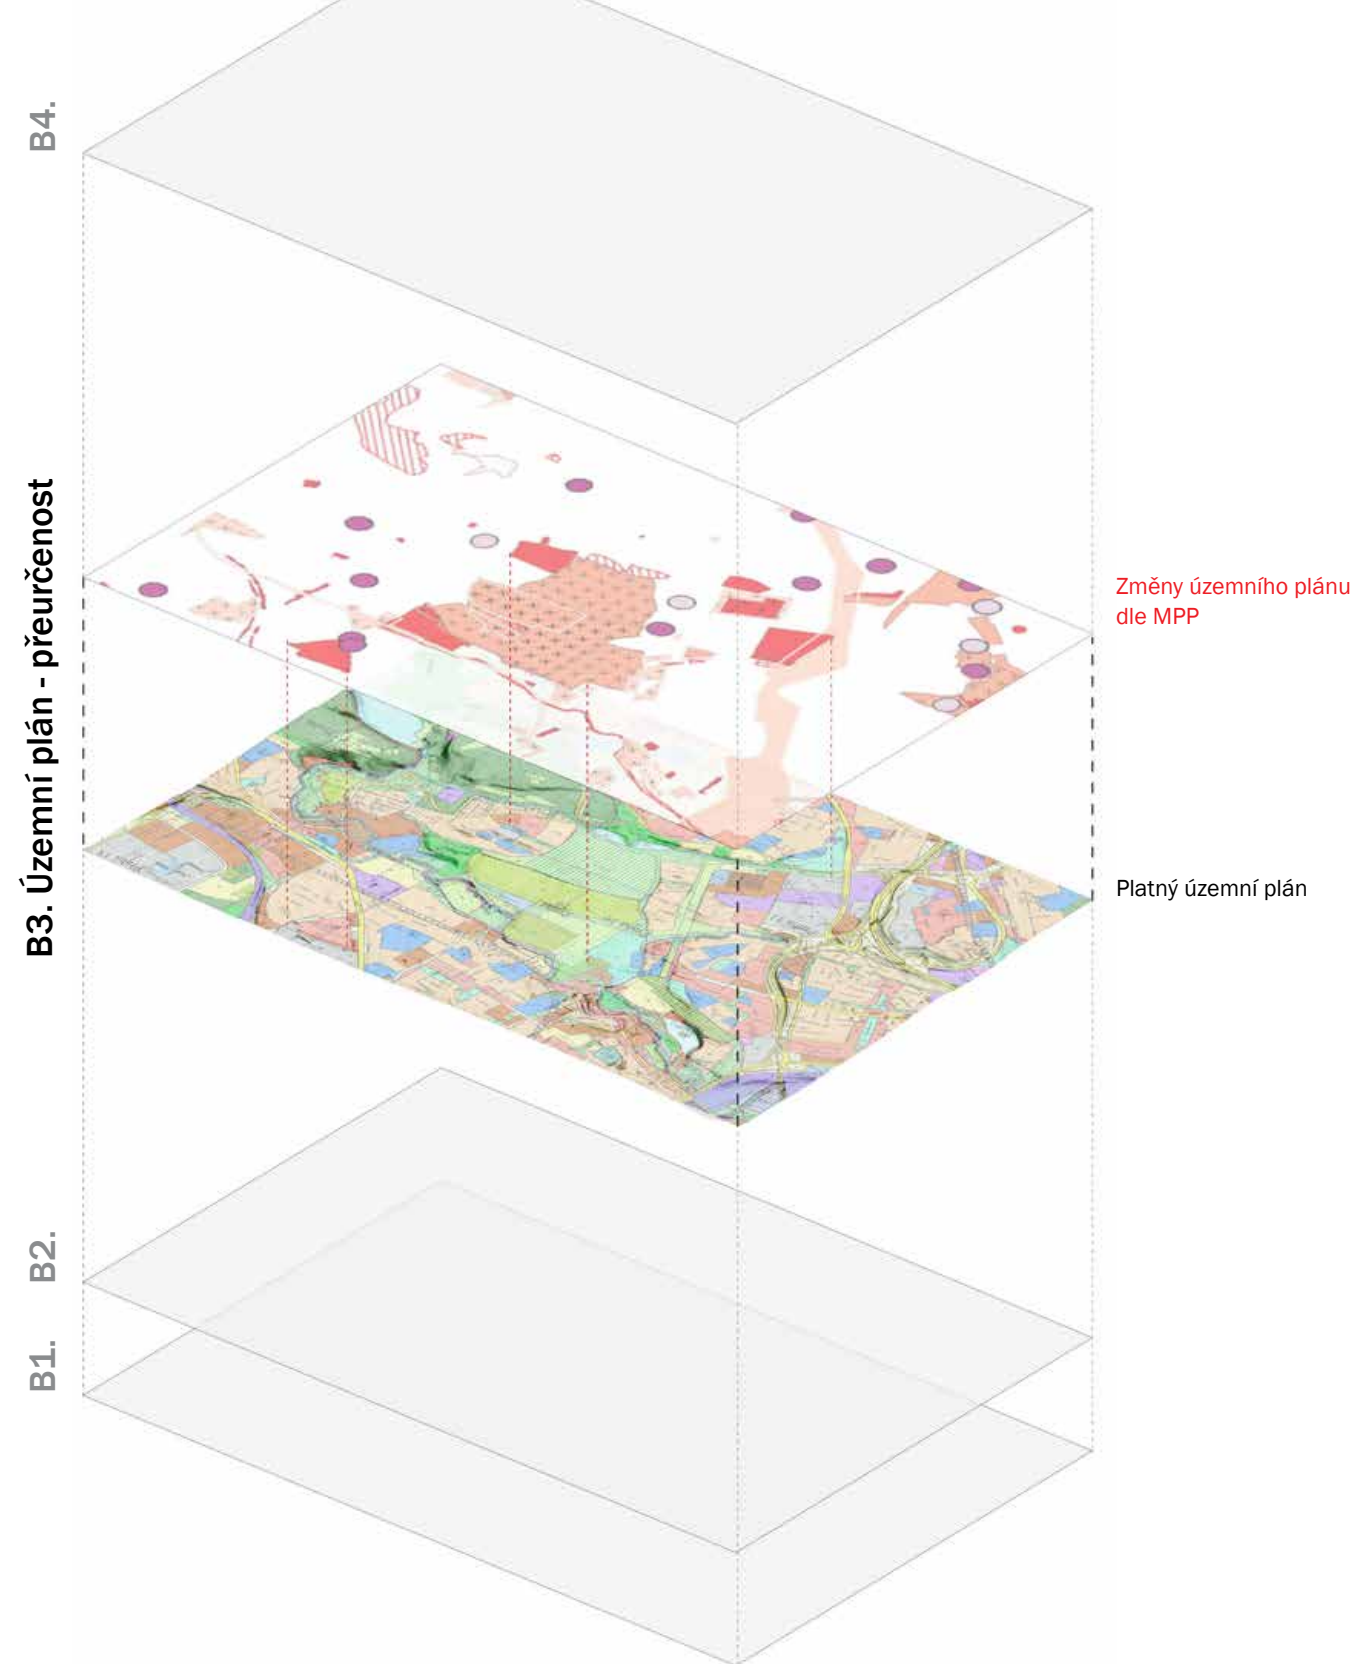 B4.
B3. Územní plán - přeurčenost
Změny územního plánu
dle MPP
Platný územní plán
B2.
B1.